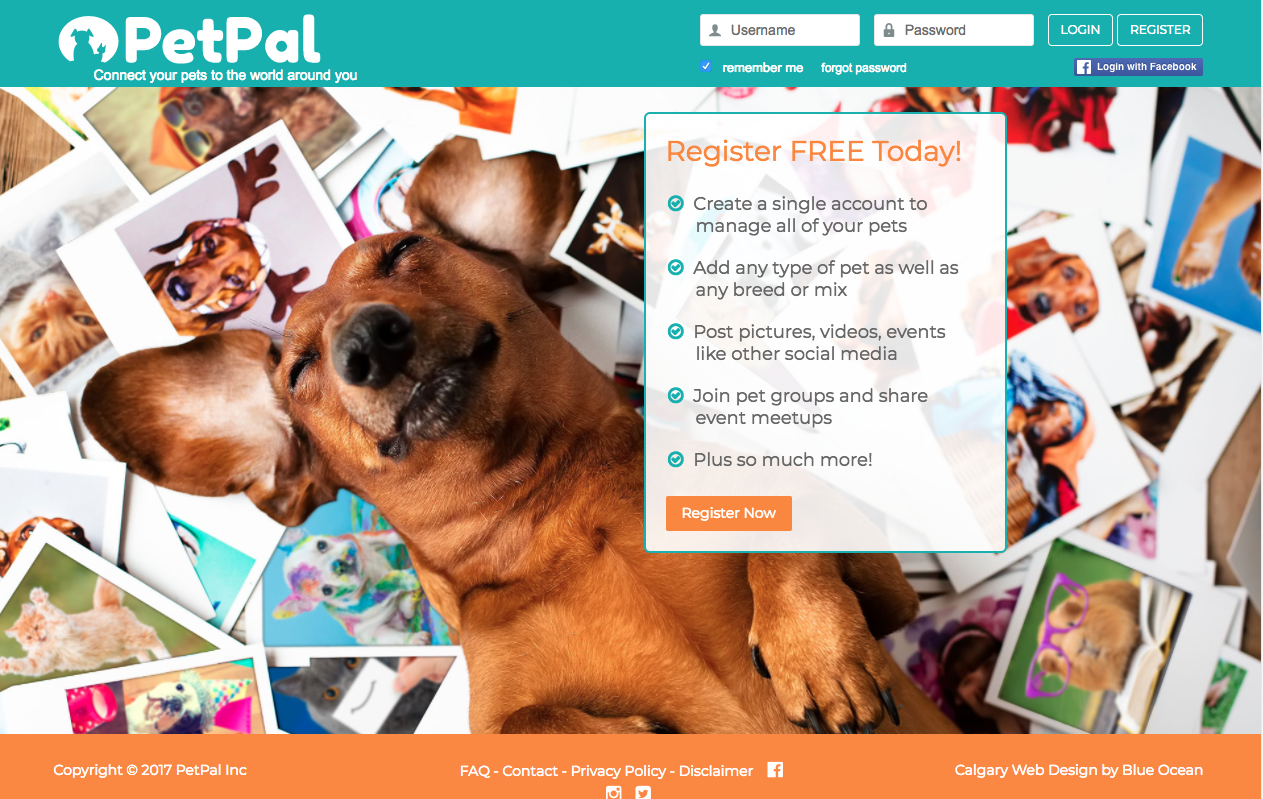 PetPal
Connect your pets to the world around you
Username
Password
LOGIN
REGISTER
remember me
forgot password
Login with Facebook
Register FREE Today!
Create a single account to
manage all of your pets
Add any type of pet as well as
any breed or mix
Post pictures, videos, events
like other social media
Join pet groups and share
event meetups
Plus so much more!
Register Now
Copyright © 2017 PetPal Inc
FAQ - Contact - Privacy Policy - Disclaimer
Calgary Web Design by Blue Ocean